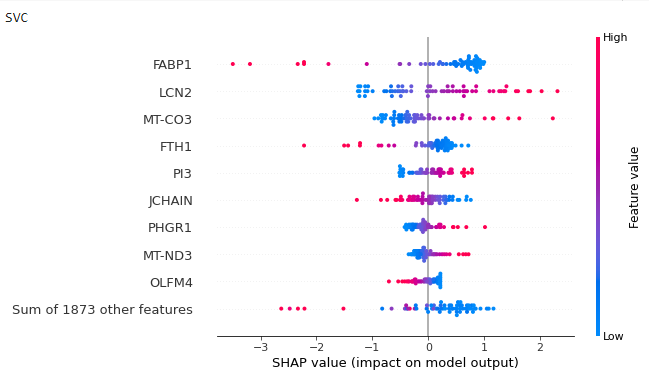 SVC
High
FABP1
LCN2
MT-CO3
FTH1
PI3
JCHAIN
PHGR1
MT-ND3
OLFM4
Sum of 1873 other features
Feature value
Low
−3 −2 −1 0 1 2
SHAP value (impact on model output)